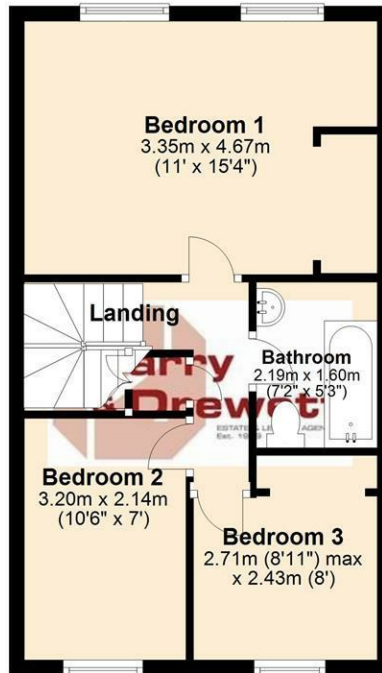 Bedroom 1
3.35m x 4.67m
(11' x 15'4")
Landing
Bathroom
2.19m x 1.60m
(7'2" x 5'3")
arry
Drewett
Bedroom 2
3.20m x 2.14m
(10'6" x 7')
Bedroom 3
2.71m (8'11") max
x 2.43m (8')